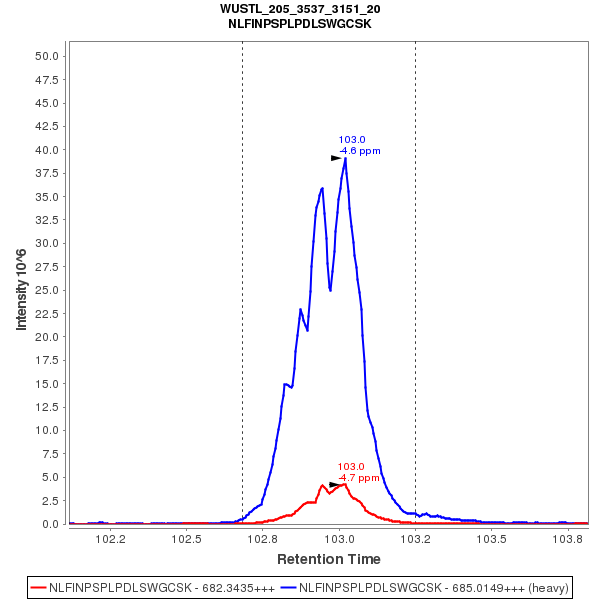 WUSTL_205_3537_3151_20
NLFINPSPLPDLSWGCSK
50.0
47.5
45.0
42.5
40.0
37.5
35.0
32.5
30.0
27.5
25.0
22.5
20.0
17.5
15.0
12.5
10.0
7.5
5.0
2.5
0.0
Intensity 10^6
103.0
-4.6 ppm
103.0
-4.7 ppm
102.2 102.5 102.8 103.0 103.2 103.5 103.8
Retention Time
NLFINPSPLPDLSWGCSK - 682.3435+++ NLFINPSPLPDLSWGCSK - 685.0149+++ (heavy)